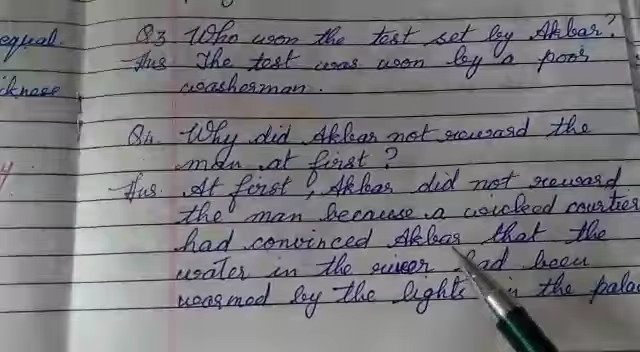 equal.
Q3 Who won the test set by Akbar?
Ans. The test was won by a poor
ickness
washerman.
Q4. Why did Akbar not reward the
man at first?
y
Ans. At first, Akbar did not reward
the man because a wicked courtier
had convinced Akbar that the
water in the river had been
warmed by the lights in the pala